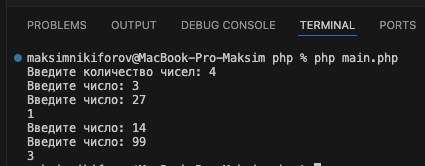 PROBLEMS OUTPUT DEBUG CONSOLE TERMINAL PORTS
maksimnikiforov@MacBook-Pro-Maksim php % php main.php
Введите количество чисел: 4
Введите число: 3
Введите число: 27
1
Введите число: 14
Введите число: 99
3